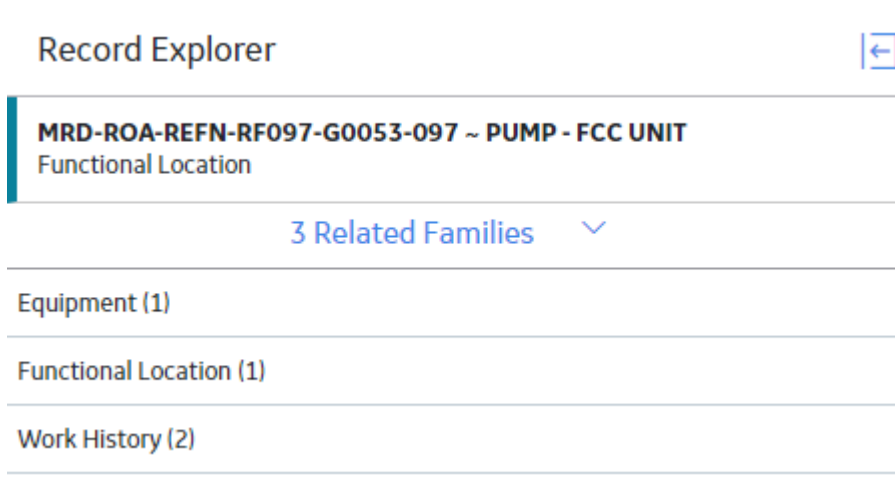 Record Explorer
MRD-ROA-REFN-RF097-G0053-097 ~ PUMP - FCC UNIT
Functional Location
3 Related Families
Equipment (1)
Functional Location (1)
Work History (2)